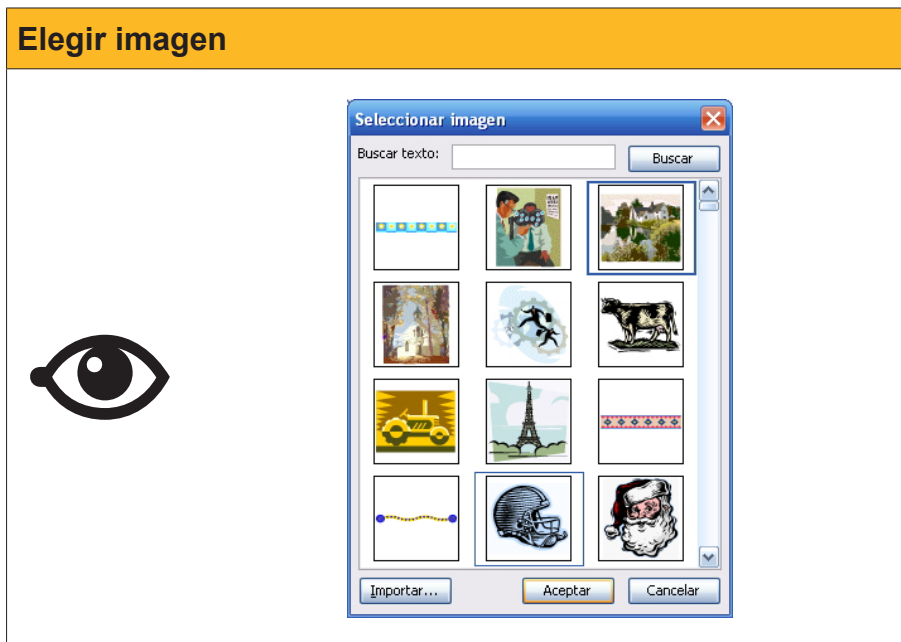 Elegir imagen
Seleccionar imagen
Buscar texto:
Buscar
Importar...
Aceptar
Cancelar